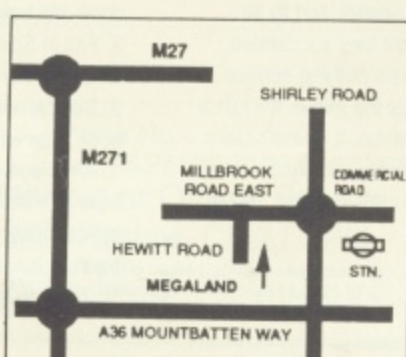 M27
SHIRLEY ROAD
M271
MILLBROOK
ROAD EAST
COMMERCIAL
ROAD
HEWITT ROAD
STN.
MEGALAND
A36 MOUNTBATTEN WAY